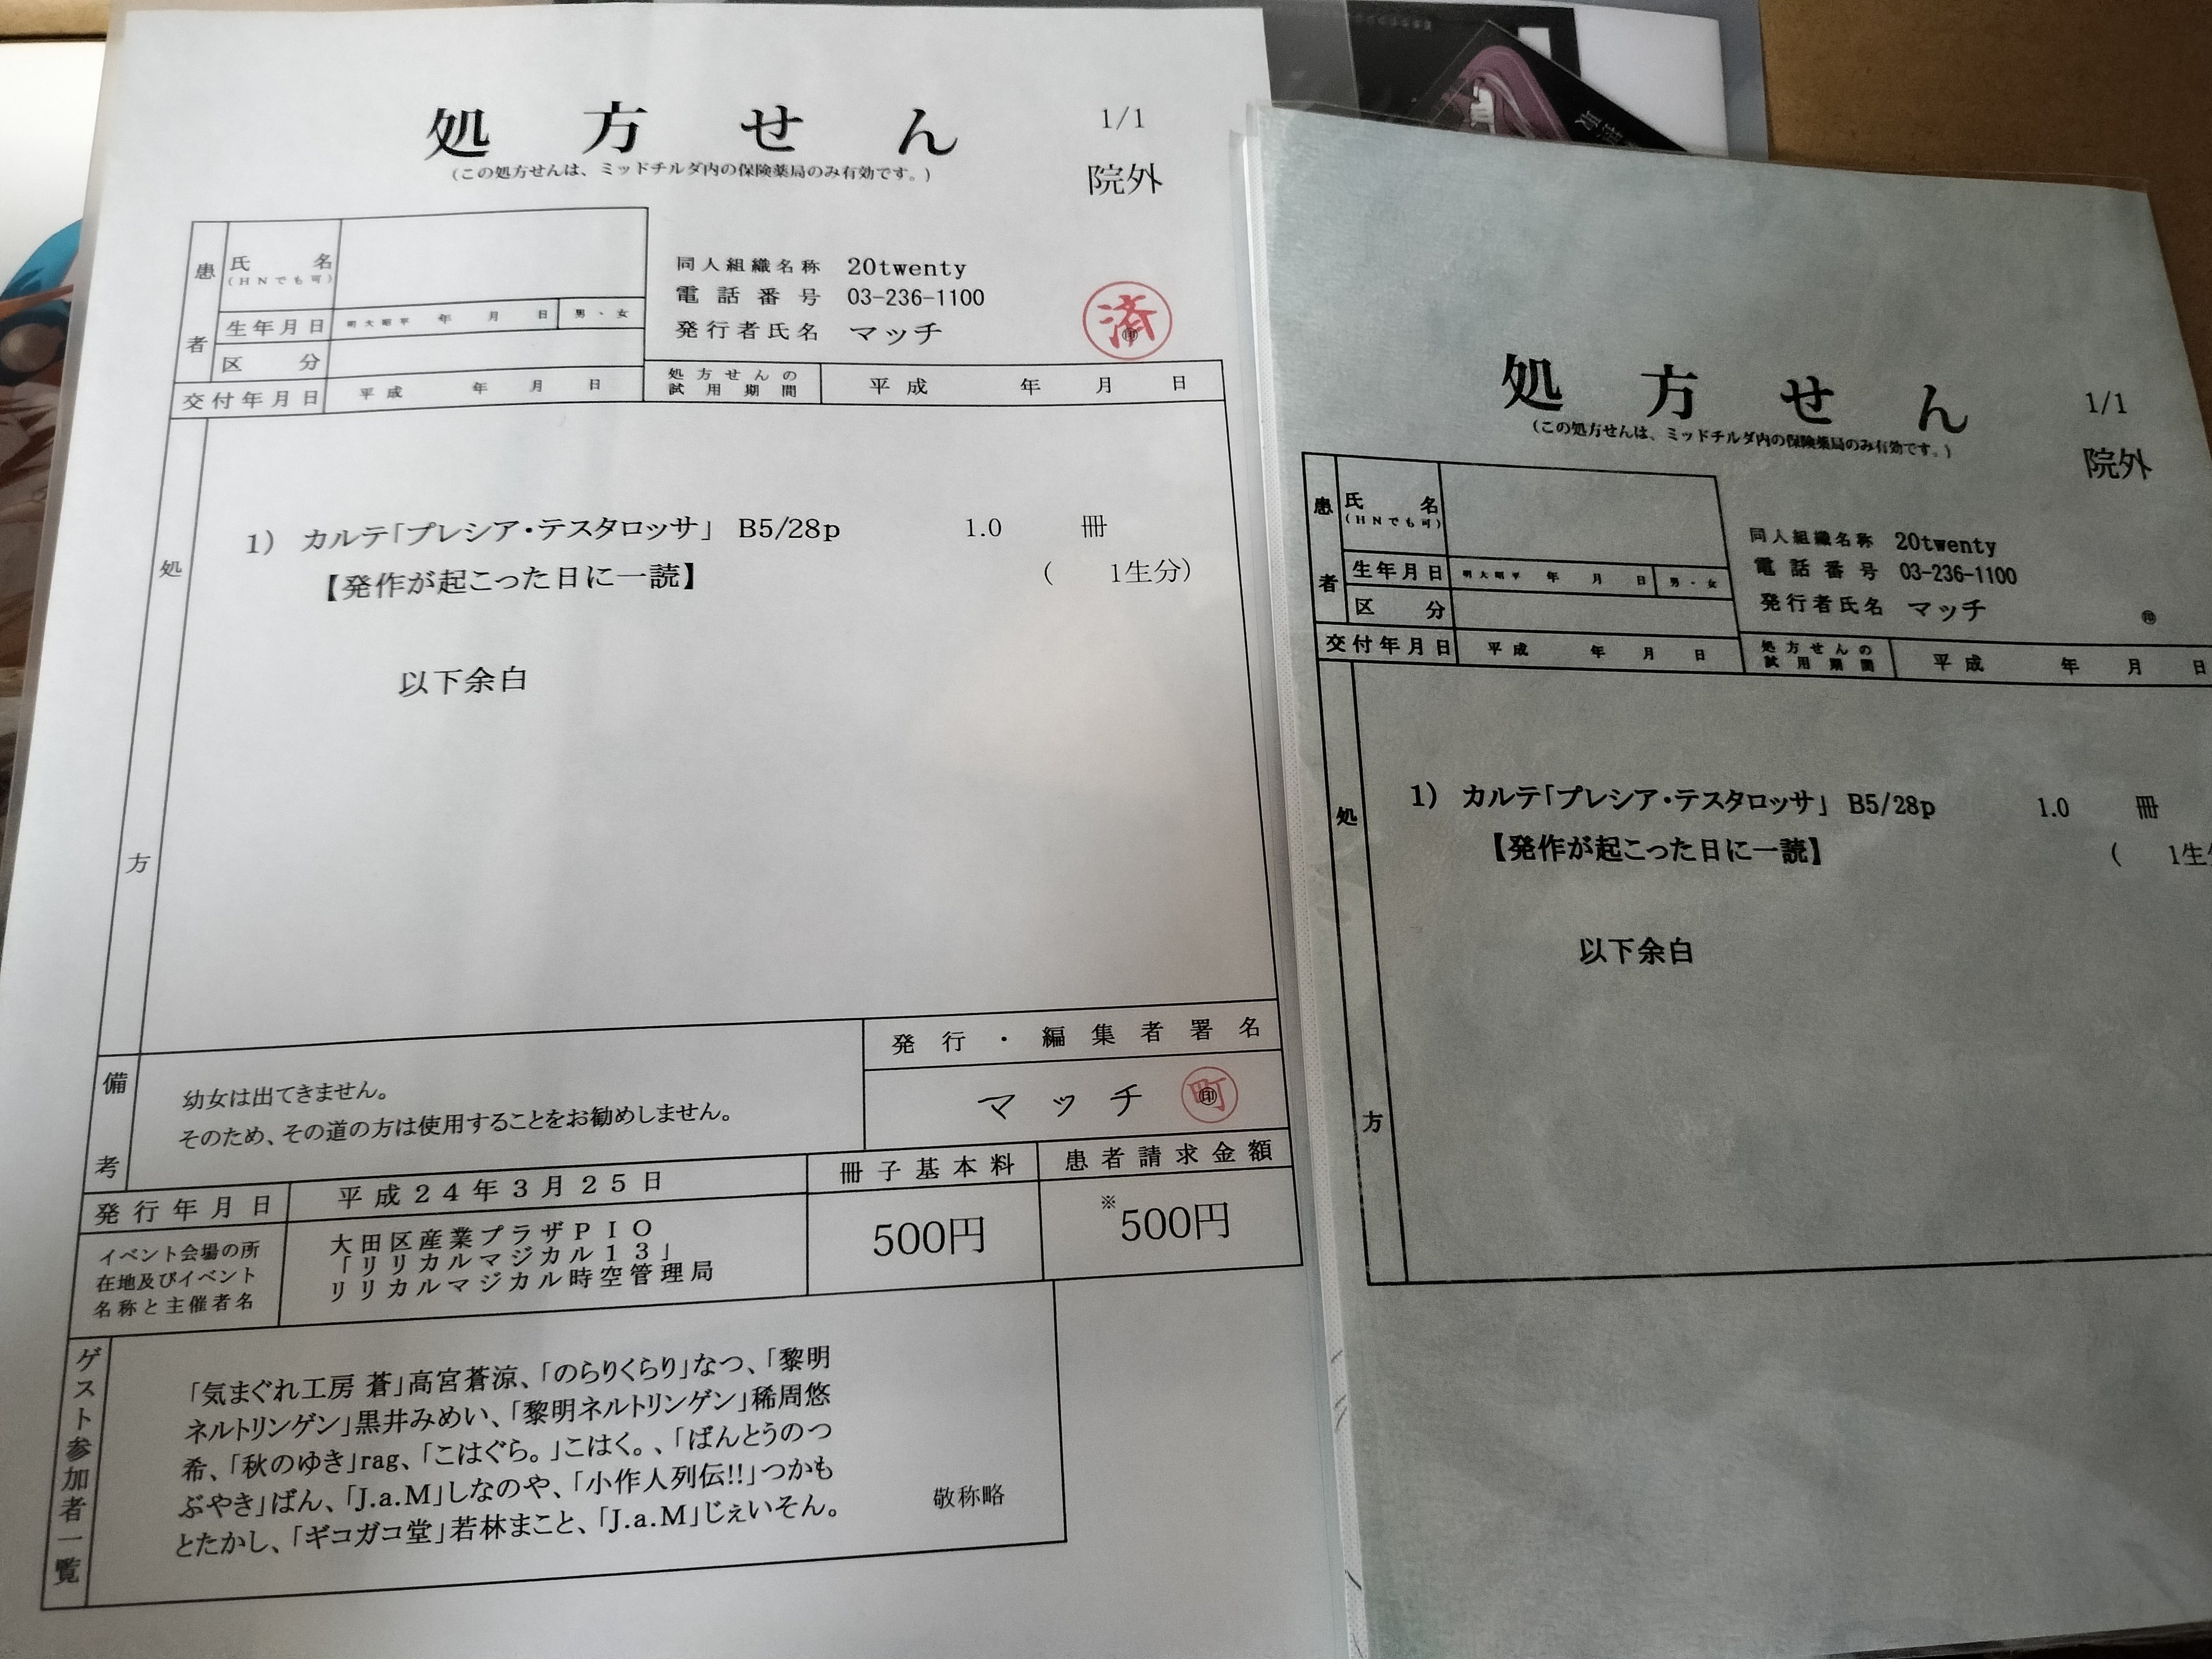 処方せん
(この処方せんは、ミッドチルダ内の保険薬局のみ有効です。)
1/1
院外
患者
氏名
(HNでも可)
生年月日 明大昭平 年 月 日 男・女
区分
交付年月日 平成 年 月 日
同人組織名称 20twenty
電話番号 03-236-1100
発行者氏名 マッチ
済
印
処方せんの
試用期間
平成 年 月 日
処方
1) カルテ「プレシア・テスタロッサ」 B5/28p 1.0 冊
【発作が起こった日に一読】 ( 1生分)
以下余白
備考
幼女は出てきません。
そのため、その道の方は使用することをお勧めしません。
発行・編集者署名
マッチ 町 印
発行年月日 平成24年3月25日
冊子基本料
500円
患者請求金額
※500円
イベント会場の所
在地及びイベント
名称と主催者名
大田区産業プラザPIO
「リリカルマジカル13」
リリカルマジカル時空管理局
ゲスト参加者一覧
「気まぐれ工房 蒼」高宮蒼涼、「のらりくらり」なつ、「黎明
ネルトリンゲン」黒井みめい、「黎明ネルトリンゲン」稀周悠
希、「秋のゆき」rag、「こはぐら。」こはく。、「ばんとうのつ
ぶやき」ばん、「J.a.M」しなのや、「小作人列伝!!」つかも
とたかし、「ギコガコ堂」若林まこと、「J.a.M」じぇいそん。
敬称略
処方せん
(この処方せんは、ミッドチルダ内の保険薬局のみ有効です。)
1/1
院外
患者
氏名
(HNでも可)
生年月日 明大昭平 年 月 日 男・女
区分
交付年月日 平成 年 月 日
同人組織名称 20twenty
電話番号 03-236-1100
発行者氏名 マッチ
印
処方せんの
試用期間
平成 年 月 日
処方
1) カルテ「プレシア・テスタロッサ」 B5/28p 1.0 冊
【発作が起こった日に一読】 ( 1生
以下余白